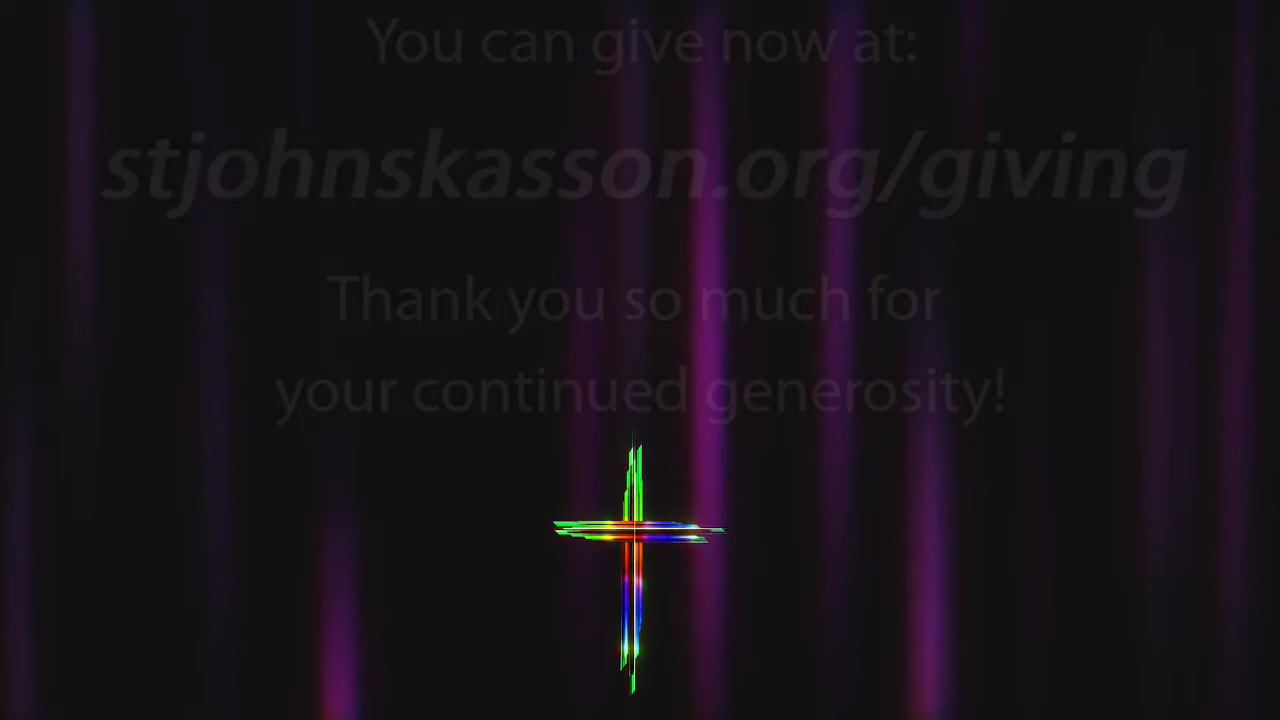 You can give now at:
stjohnskasson.org/giving
Thank you so much for
your continued generosity!